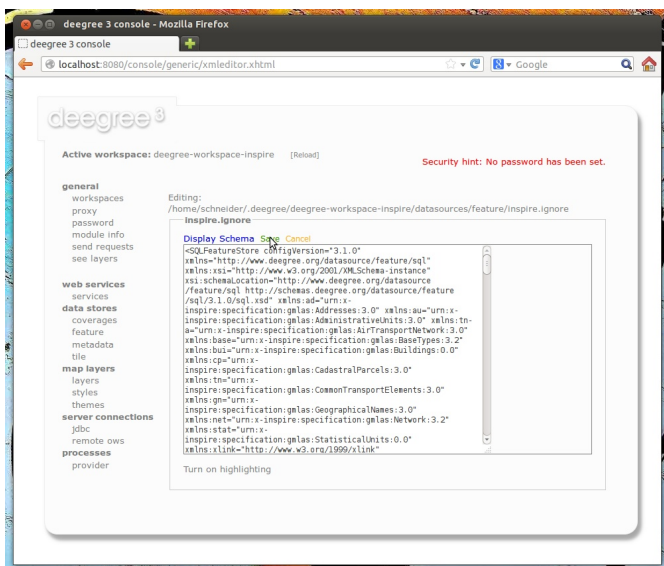 deegree 3 console - Mozilla Firefox
deegree 3 console
localhost:8080/console/generic/xmleditor.xhtml
Google
deegree 3
Active workspace: deegree-workspace-inspire [Reload]
Security hint: No password has been set.
general
workspaces
proxy
password
module info
send requests
see layers
web services
services
data stores
coverages
feature
metadata
tile
map layers
layers
styles
themes
server connections
jdbc
remote ows
processes
provider
Editing:
/home/schneider/.deegree/deegree-workspace-inspire/datasources/feature/inspire.ignore
inspire.ignore
Display Schema Save Cancel
<SQLFeatureStore configVersion="3.1.0"
xmlns="http://www.deegree.org/datasource/feature/sql"
xmlns:xsi="http://www.w3.org/2001/XMLSchema-instance"
xsi:schemaLocation="http://www.deegree.org/datasource
/feature/sql http://schemas.deegree.org/datasource/feature
/sql/3.1.0/sql.xsd" xmlns:ad="urn:x-
inspire:specification:gmlas:Addresses:3.0" xmlns:au="urn:x-
inspire:specification:gmlas:AdministrativeUnits:3.0" xmlns:tn-
a="urn:x-inspire:specification:gmlas:AirTransportNetwork:3.0"
xmlns:base="urn:x-inspire:specification:gmlas:BaseTypes:3.2"
xmlns:bui="urn:x-inspire:specification:gmlas:Buildings:0.0"
xmlns:cp="urn:x-
inspire:specification:gmlas:CadastralParcels:3.0"
xmlns:tn="urn:x-
inspire:specification:gmlas:CommonTransportElements:3.0"
xmlns:gn="urn:x-
inspire:specification:gmlas:GeographicalNames:3.0"
xmlns:net="urn:x-inspire:specification:gmlas:Network:3.2"
xmlns:stat="urn:x-
inspire:specification:gmlas:StatisticalUnits:0.0"
xmlns:xlink="http://www.w3.org/1999/xlink"
Turn on highlighting